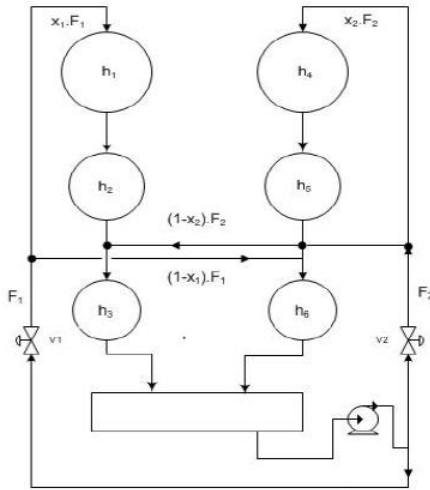 x₁.F₁
x₂.F₂
h₁
h₄
h₂
h₅
(1-x₂).F₂
(1-x₁).F₁
F₁
F₂
h₃
h₆
v1
v2